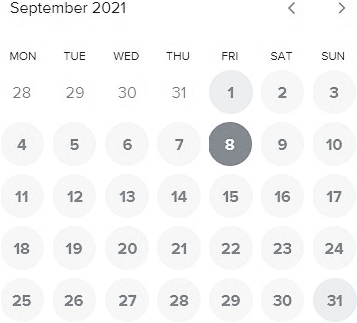 September 2021
MON TUE WED THU FRI SAT SUN
28 29 30 31 1 2 3
4 5 6 7 8 9 10
11 12 13 14 15 16 17
18 19 20 21 22 23 24
25 26 27 28 29 30 31